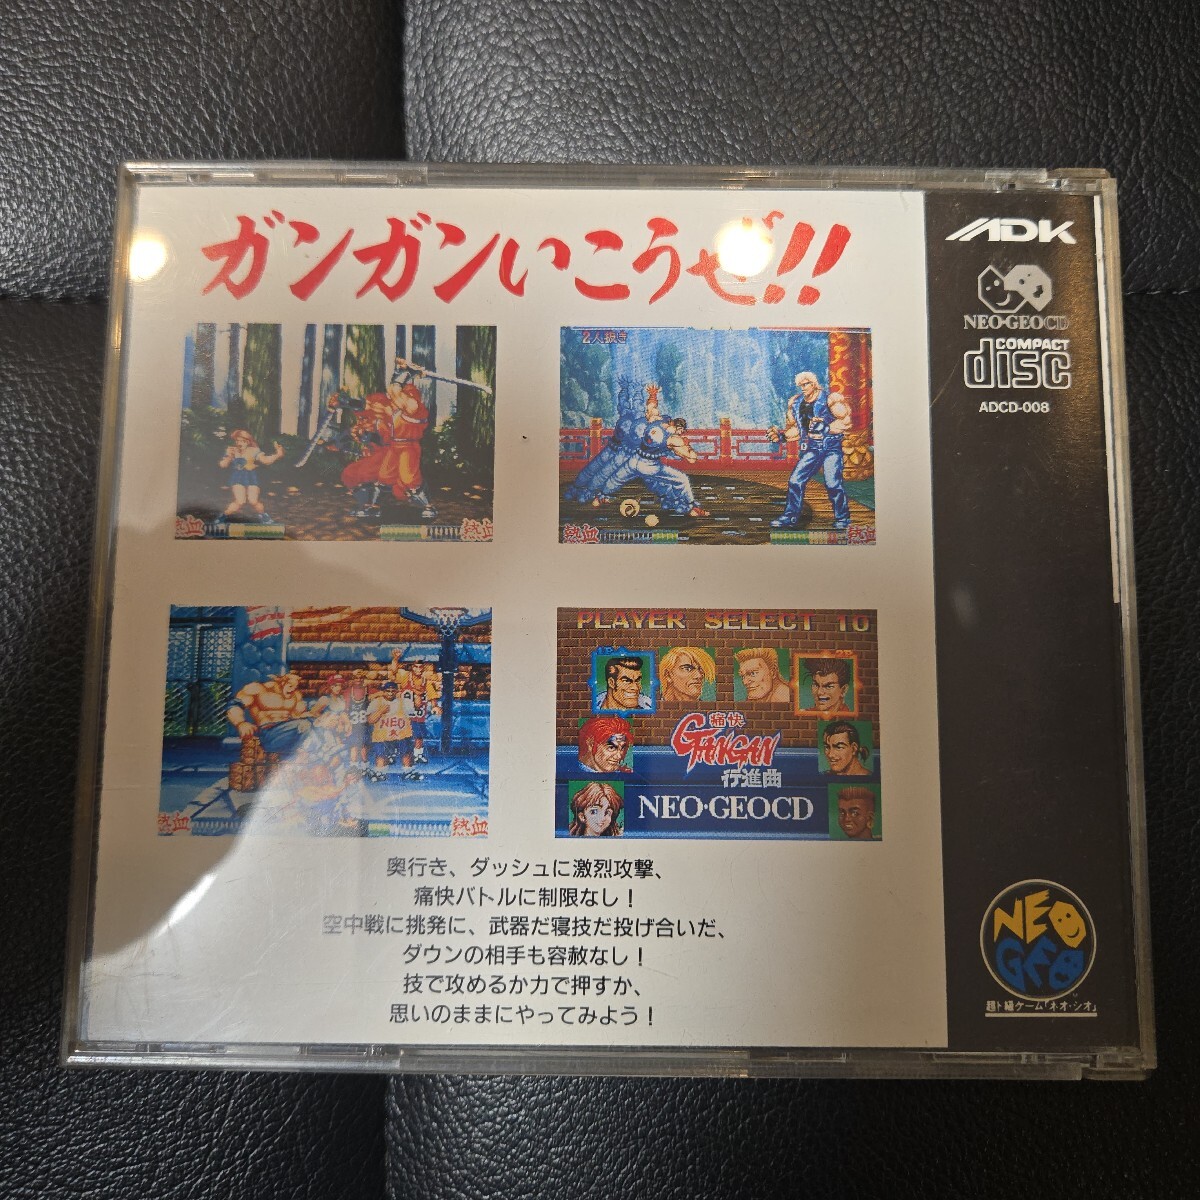 ガンガンいこうぜ!!
ADK
NEO·GEOCD
COMPACT
disc
ADCD-008
2人抜き
熱血
熱血
熱血
熱血
NEO
38
熱血
PLAYER SELECT 10
痛快
GANGAN
行進曲
NEO·GEOCD
奥行き、ダッシュに激烈攻撃、
痛快バトルに制限なし!
空中戦に挑発に、武器だ寝技だ投げ合いだ、
ダウンの相手も容赦なし!
技で攻めるか力で押すか、
思いのままにやってみよう!
NEO
GEO